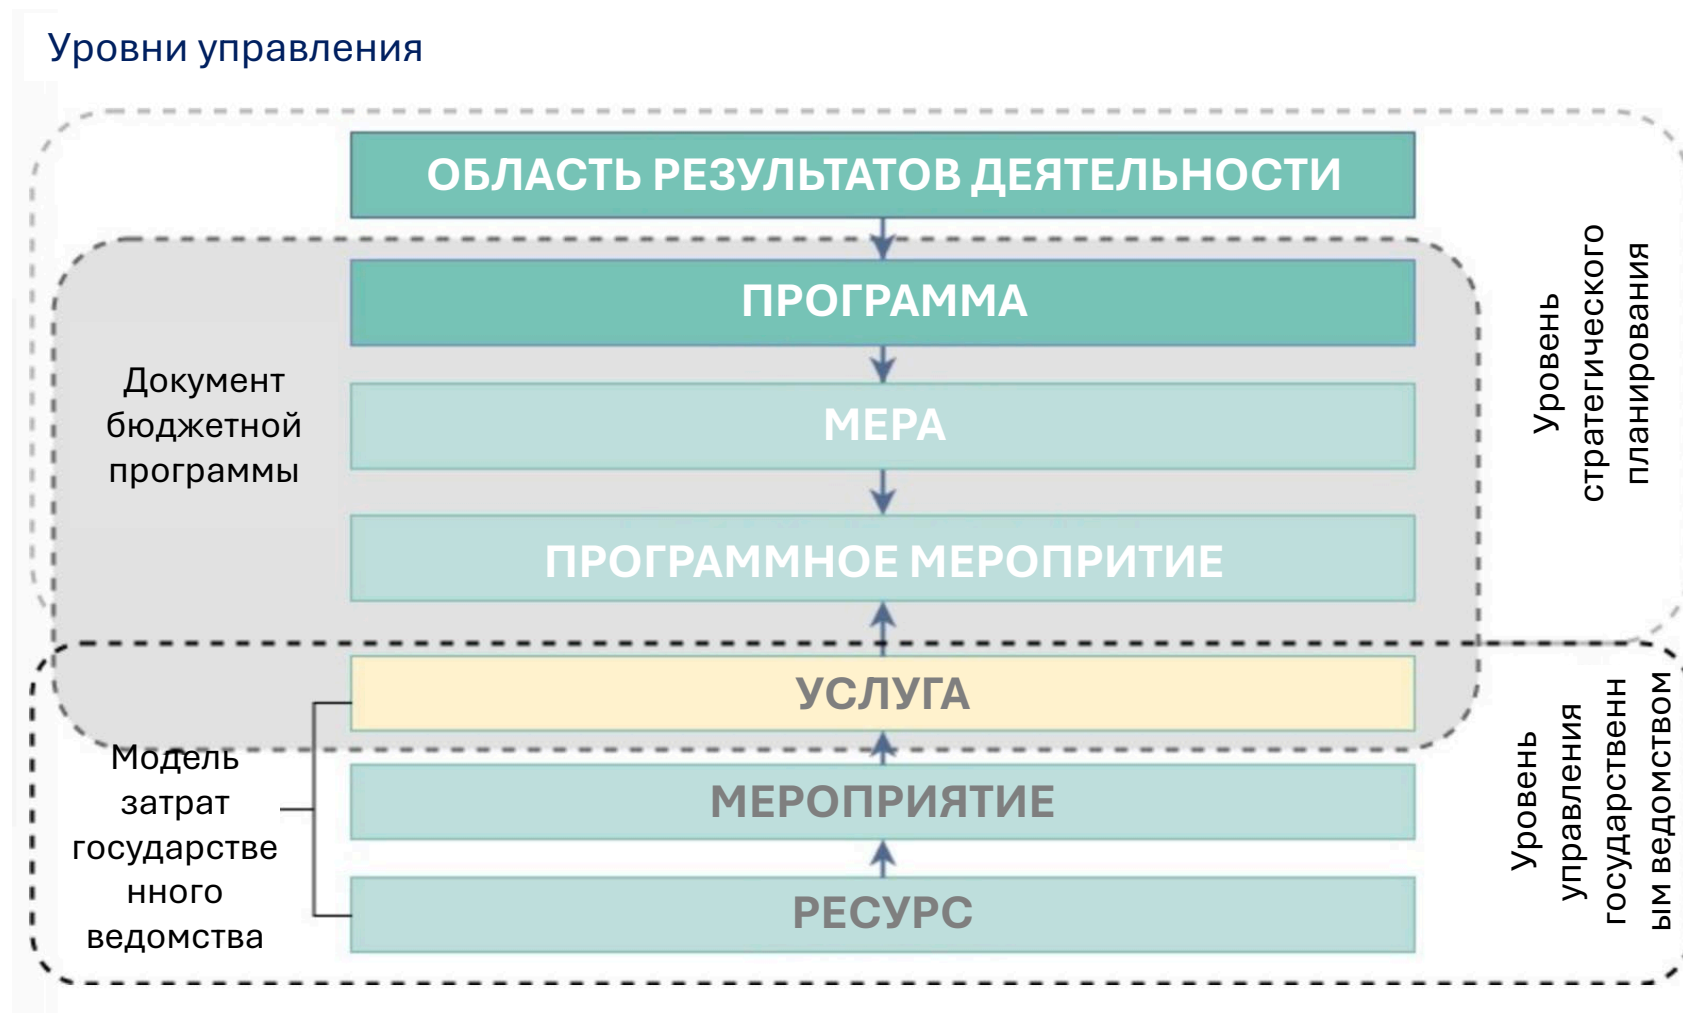 Уровни управления
ОБЛАСТЬ РЕЗУЛЬТАТОВ ДЕЯТЕЛЬНОСТИ
ПРОГРАММА
МЕРА
ПРОГРАММНОЕ МЕРОПРИТИЕ
УСЛУГА
МЕРОПРИЯТИЕ
РЕСУРС
Документ
бюджетной
программы
Модель
затрат
государстве
нного
ведомства
Уровень
стратегического
планирования
Уровень
управления
государственн
ым ведомством